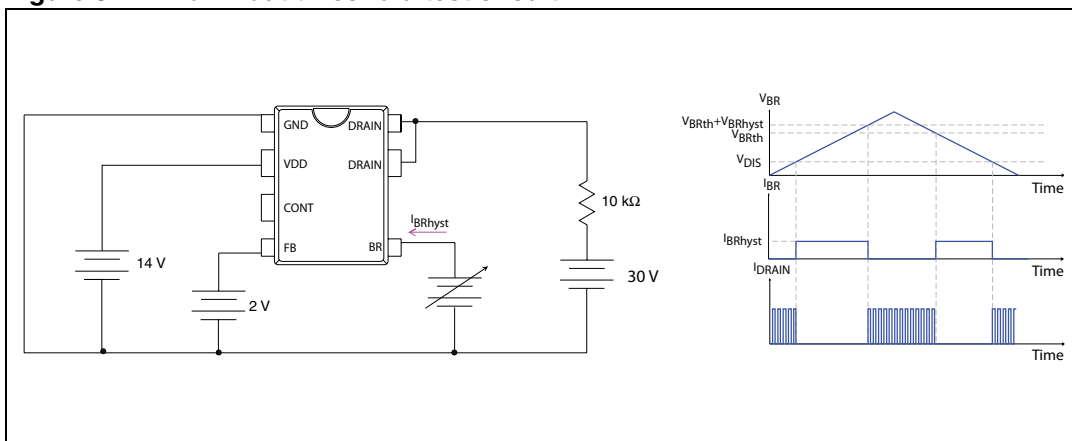 GND
DRAIN
VDD
DRAIN
CONT
FB
BR
IBRhyst
14 V
2 V
10 kΩ
30 V
VBR
VBRth+VBRhyst
VBRth
VDIS
Time
IBR
IBRhyst
Time
IDRAIN
Time